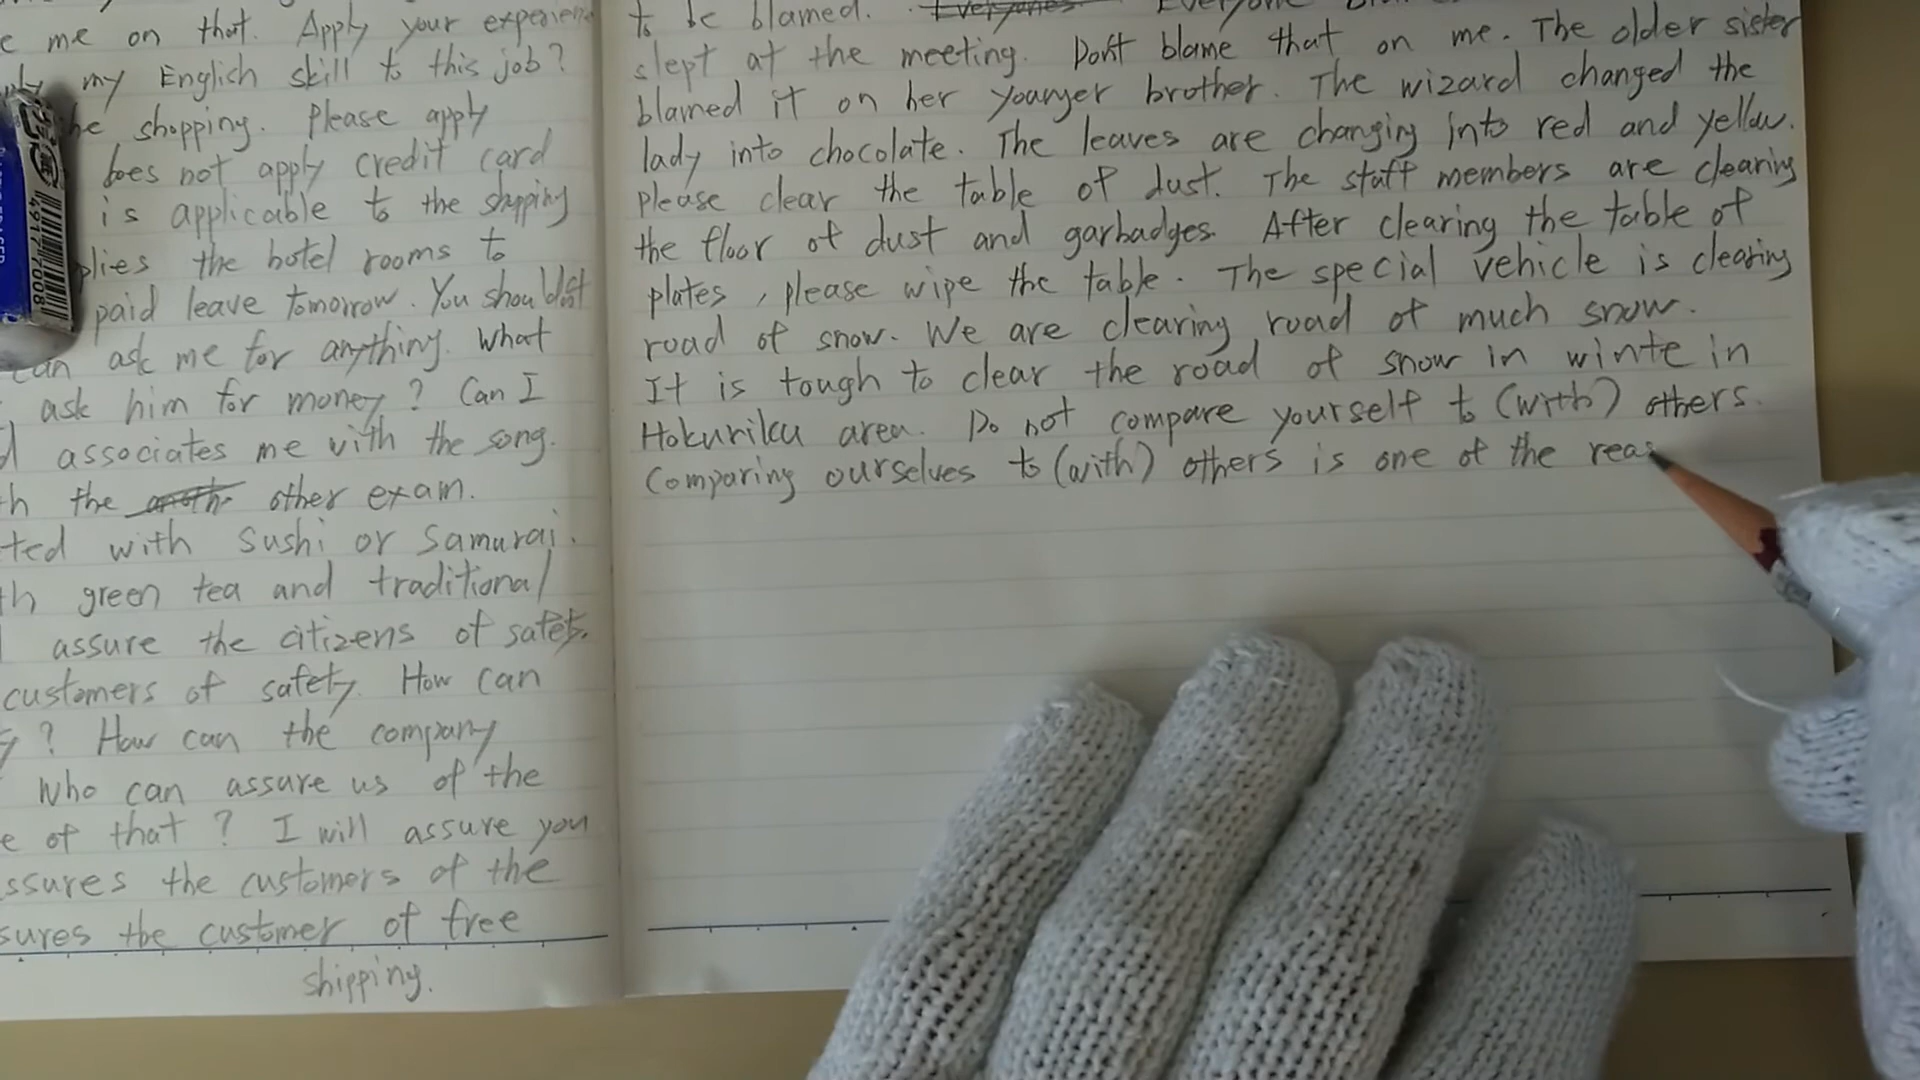 e me on that. Apply your experienc
my English skill to this job?
he shopping. Please apply
does not apply credit card
is applicable to the shipping
plies the hotel rooms to
paid leave tomorrow. You shouldn't
can ask me for anything. What
ask him for money? Can I
d associates me with the song.
h the other exam.
ted with Sushi or Samurai.
th green tea and traditional
assure the citizens of safety.
customers of safety. How can
y? How can the company
Who can assure us of the
e of that? I will assure you
ssures the customers of the
sures the customer of free
shipping.
to be blamed. Everyones Everyone
slept at the meeting. Don't blame that on me. The older sister
blamed it on her younger brother. The wizard changed the
lady into chocolate. The leaves are changing into red and yellow.
please clear the table of dust. The staff members are clearing
the floor of dust and garbadges. After clearing the table of
plates, please wipe the table. The special vehicle is clearing
road of snow. We are clearing road of much snow.
It is tough to clear the road of snow in winte in
Hokuriku area. Do not compare yourself to (with) others.
Comparing ourselves to (with) others is one of the reas
4917708